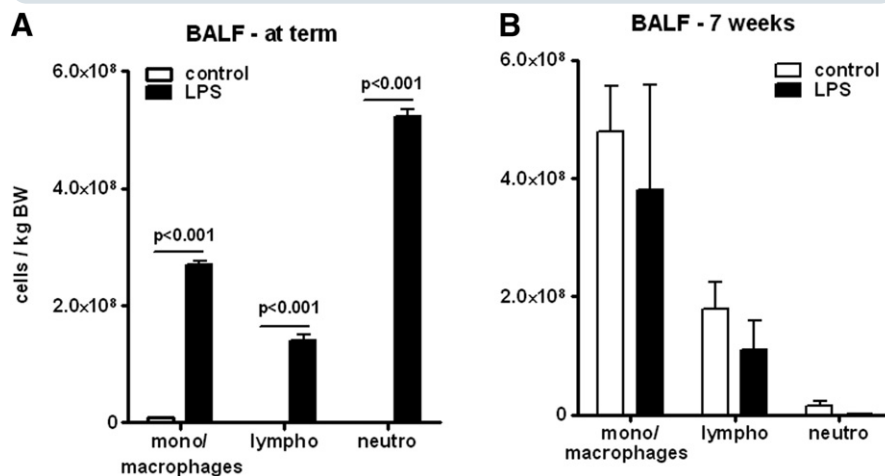 A
BALF - at term
control
LPS
cells / kg BW
6.0×10⁸
4.0×10⁸
2.0×10⁸
0
p<0.001
p<0.001
p<0.001
mono/
macrophages
lympho
neutro
B
BALF - 7 weeks
control
LPS
6.0×10⁸
4.0×10⁸
2.0×10⁸
0
mono/
macrophages
lympho
neutro